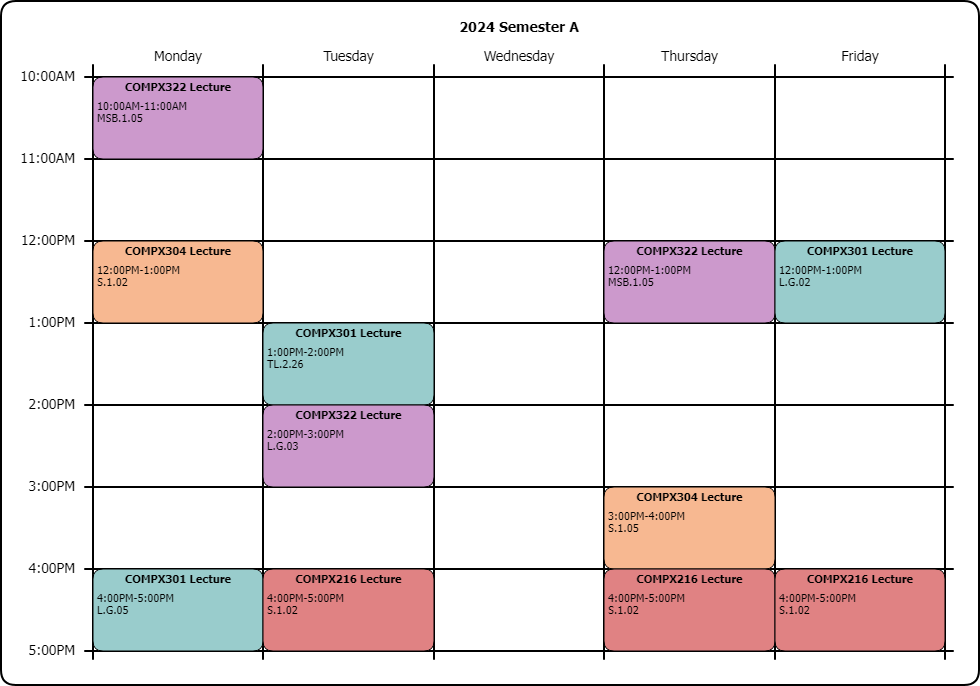 2024 Semester A
Monday Tuesday Wednesday Thursday Friday
10:00AM
COMPX322 Lecture
10:00AM-11:00AM
MSB.1.05
11:00AM
12:00PM
COMPX304 Lecture
12:00PM-1:00PM
S.1.02
COMPX322 Lecture
12:00PM-1:00PM
MSB.1.05
COMPX301 Lecture
12:00PM-1:00PM
L.G.02
1:00PM
COMPX301 Lecture
1:00PM-2:00PM
TL.2.26
2:00PM
COMPX322 Lecture
2:00PM-3:00PM
L.G.03
3:00PM
COMPX304 Lecture
3:00PM-4:00PM
S.1.05
4:00PM
COMPX301 Lecture
4:00PM-5:00PM
L.G.05
COMPX216 Lecture
4:00PM-5:00PM
S.1.02
COMPX216 Lecture
4:00PM-5:00PM
S.1.02
COMPX216 Lecture
4:00PM-5:00PM
S.1.02
5:00PM